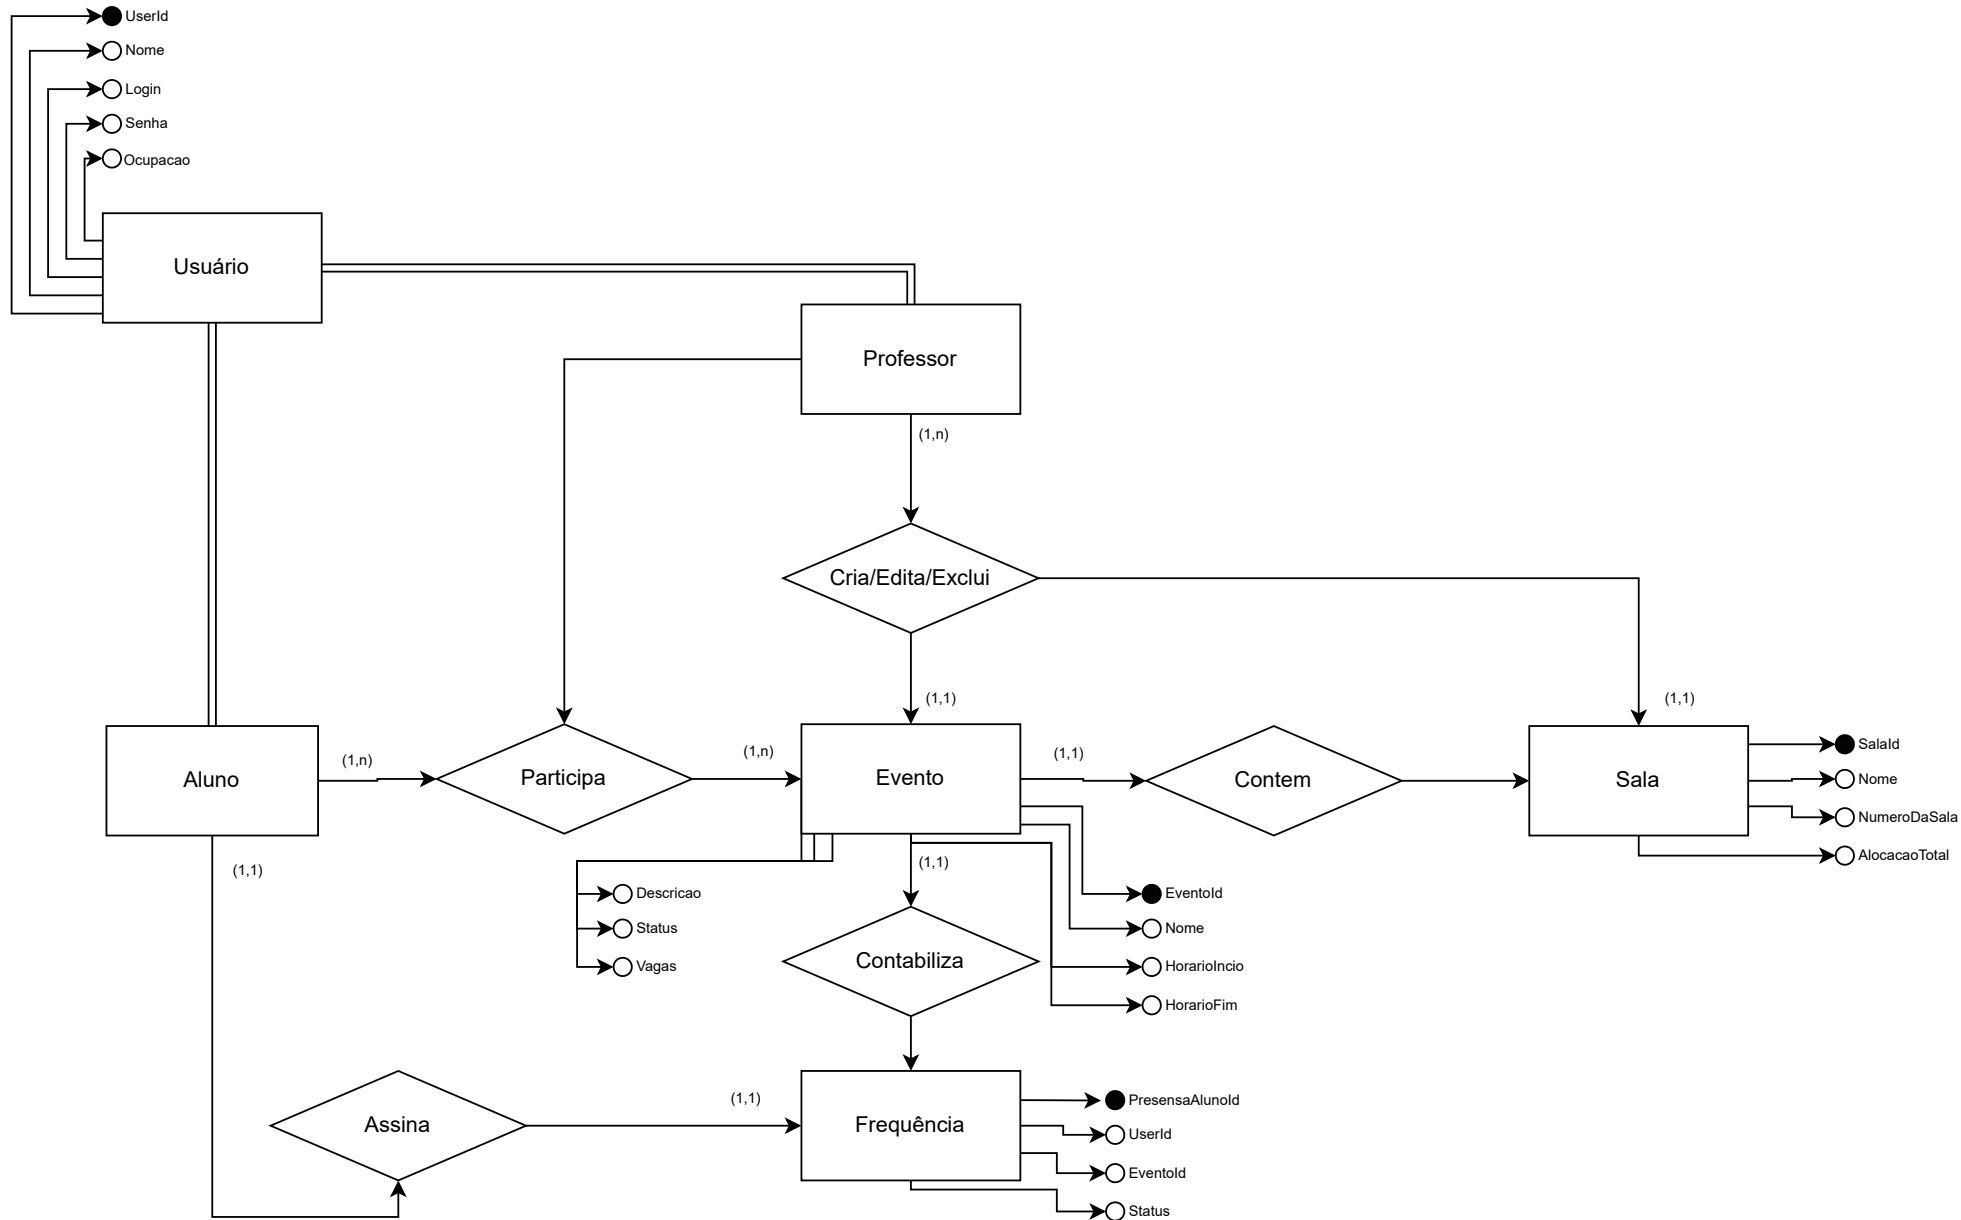 UserId
Nome
Login
Senha
Ocupacao
Usuário
Professor
(1,n)
Cria/Edita/Exclui
(1,1)
(1,1)
Aluno
(1,n)
Participa
(1,n)
Evento
(1,1)
Contem
Sala
SalaId
Nome
NumeroDaSala
AlocacaoTotal
(1,1)
(1,1)
Descricao
Status
Vagas
EventoId
Nome
HorarioIncio
HorarioFim
Contabiliza
Assina
(1,1)
Frequência
PresensaAlunoId
UserId
EventoId
Status